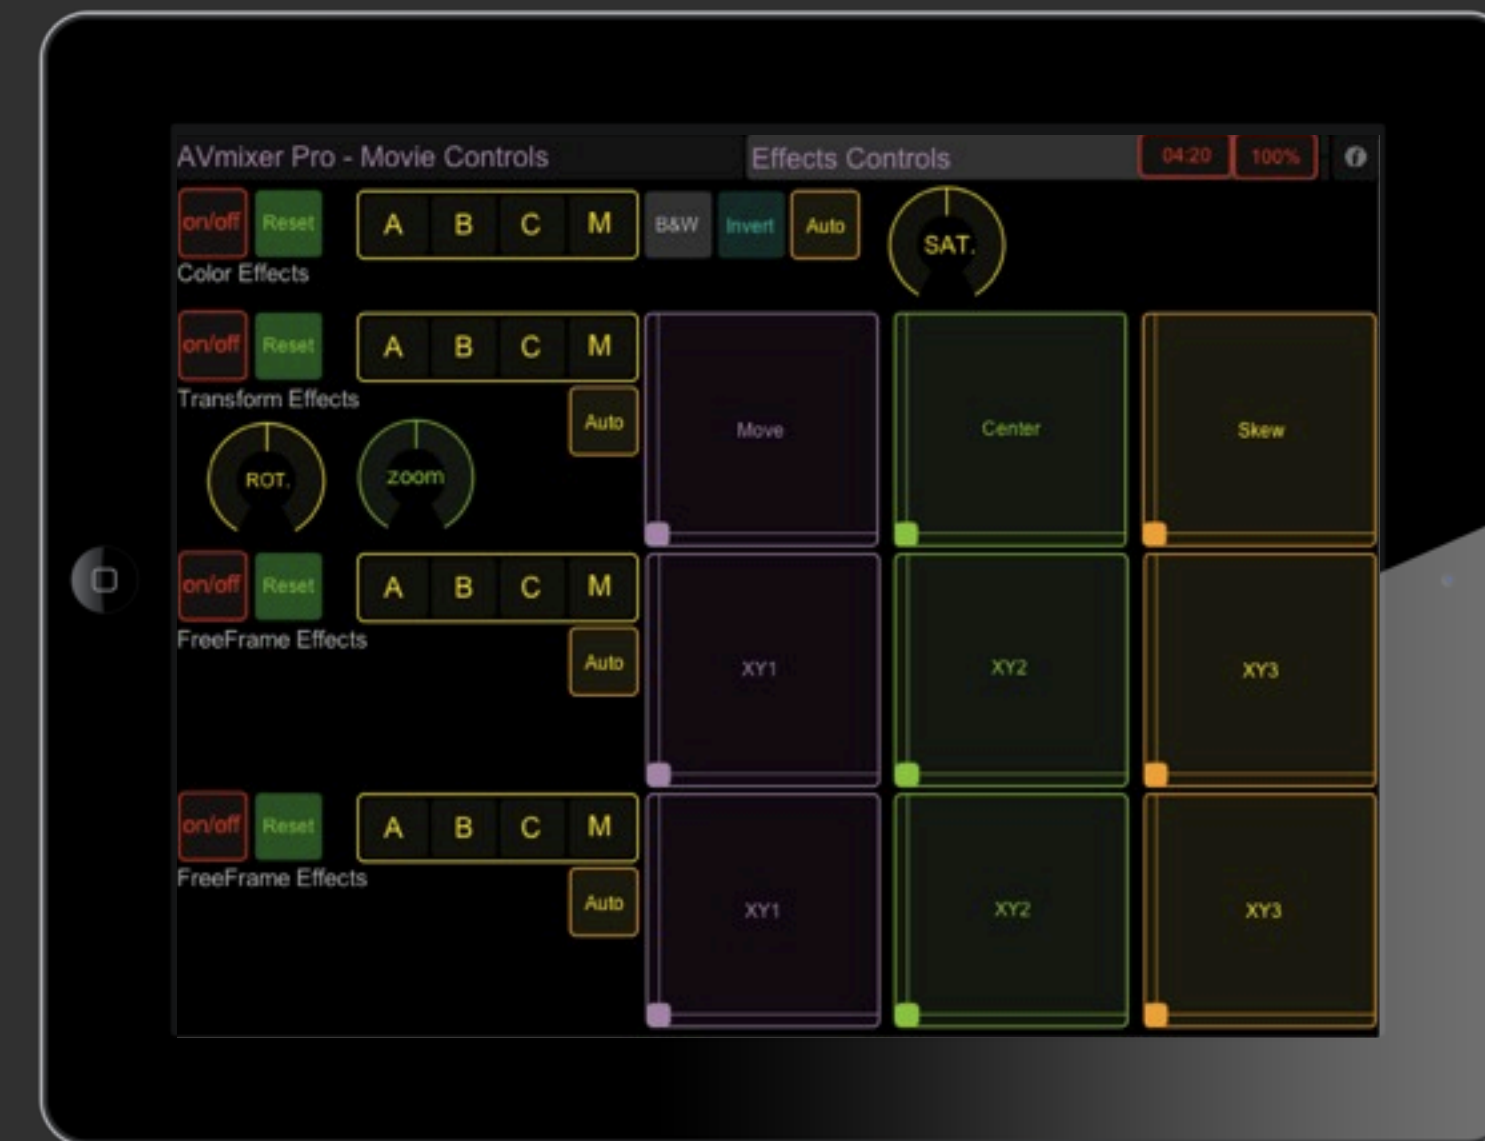 AVmixer Pro - Movie Controls Effects Controls 04:20 100% i
on/off Reset A B C M B&W Invert Auto SAT.
Color Effects
on/off Reset A B C M
Transform Effects Auto Move Center Skew
ROT. zoom
on/off Reset A B C M
FreeFrame Effects
Auto XY1 XY2 XY3
on/off Reset A B C M
FreeFrame Effects
Auto XY1 XY2 XY3